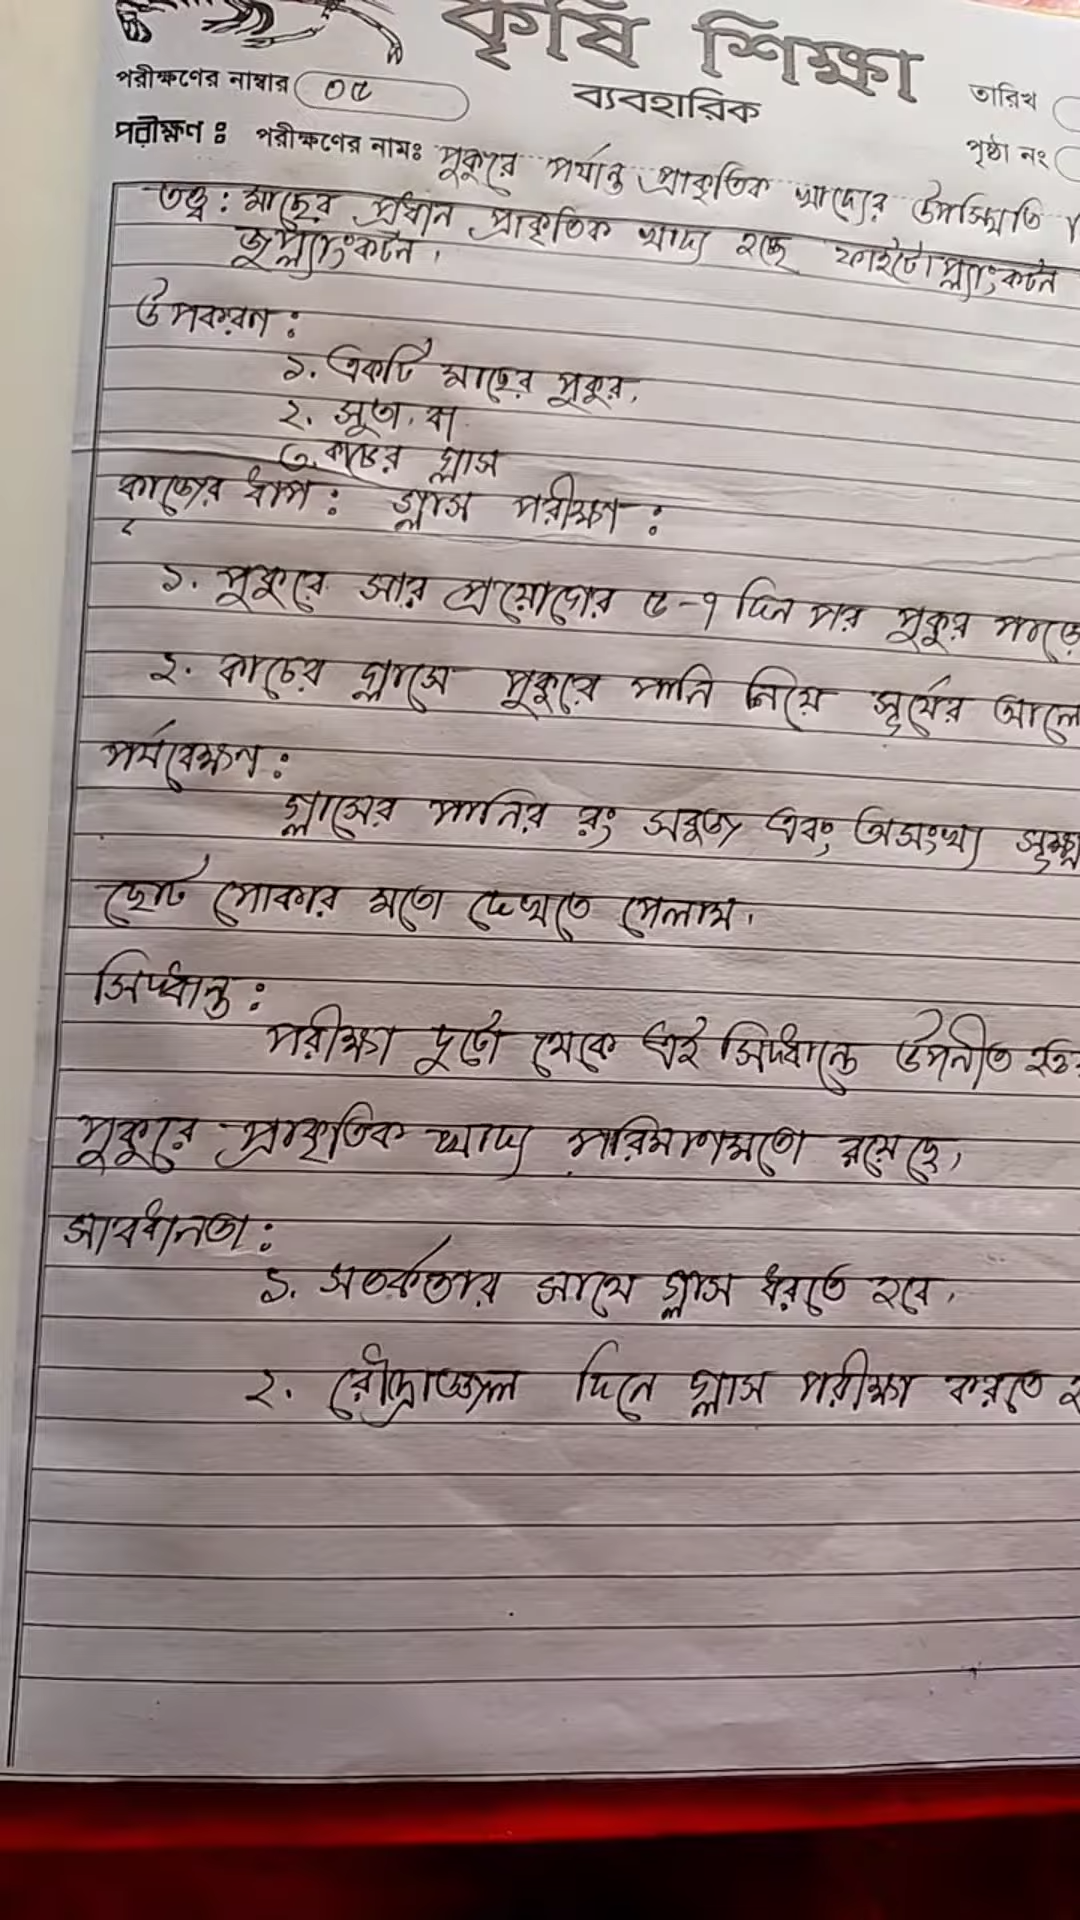 কৃষি শিক্ষা
পরীক্ষণের নাম্বার ০৫
ব্যবহারিক
তারিখ
পৃষ্ঠা নং
পরীক্ষণ : পরীক্ষণের নামঃ পুকুরে পর্যাপ্ত প্রাকৃতিক খাদ্যের উপস্থিতি
তত্ত্ব : মাছের প্রধান প্রাকৃতিক খাদ্য হচ্ছে ফাইটোপ্ল্যাংকটন
জুপ্ল্যাংকটন।
উপকরণ :
১. একটি মাছের পুকুর,
২. সুতা, বা
৩. কাচের গ্লাস
কাজের ধাপ : গ্লাস পরীক্ষণ :
১. পুকুরে সার প্রয়োগের ৫-৭ দিন পর পুকুর পাড়ে
২. কাচের গ্লাসে পুকুরে পানি নিয়ে সূর্যের আলে
পর্যবেক্ষণ :
গ্লাসের পানির রং সবুজ এবং অসংখ্য সূক্ষ্ম
ছোট পোকার মতো দেখতে পেলাম।
সিদ্ধান্ত :
পরীক্ষা দুটো থেকে এই সিদ্ধান্তে উপনীত
পুকুরে প্রাকৃতিক খাদ্য পরিমাণমতো রয়েছে,
সাবধানতা :
১. সতর্কতার সাথে গ্লাস ধরতে হবে,
২. রৌদ্রোজ্জল দিনে গ্লাস পরীক্ষা করতে